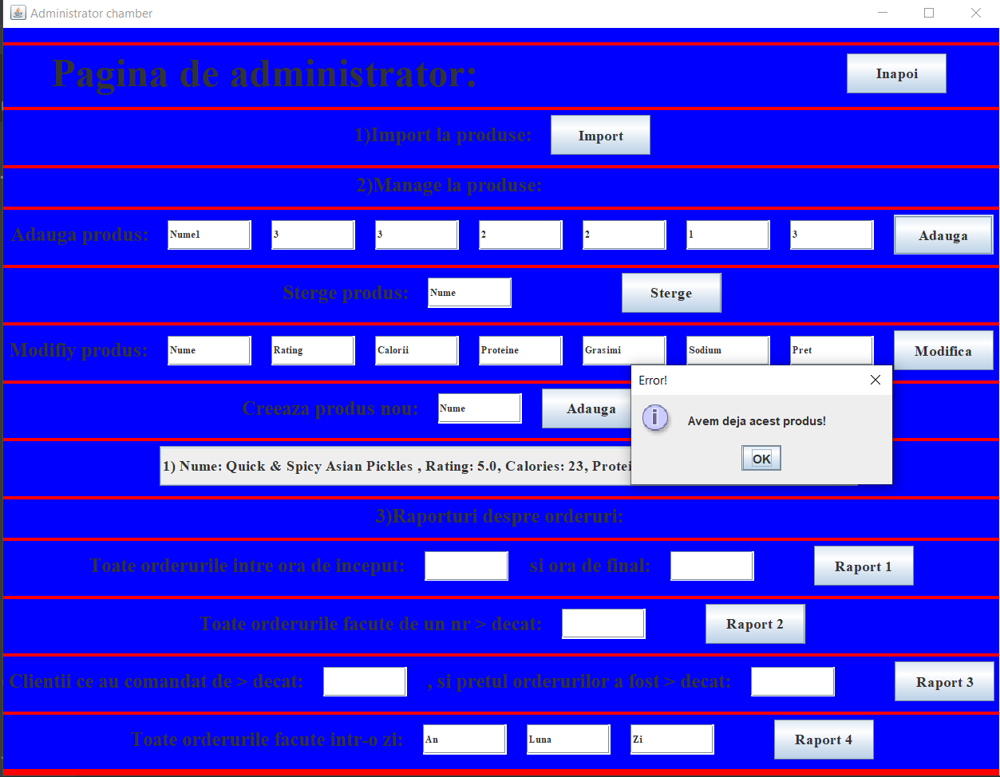 Administrator chamber
Pagina de administrator: Inapoi
1)Import la produse: Import
2)Manage la produse:
Adauga produs: Nume1 3 3 2 2 1 3 Adauga
Sterge produs: Nume Sterge
Modifiy produs: Nume Rating Calorii Proteine Grasimi Sodium Pret Modifica
Creeaza produs nou: Nume Adauga
Error!
Avem deja acest produs!
OK
1) Nume: Quick & Spicy Asian Pickles , Rating: 5.0, Calories: 23, Protei
3)Raporturi despre orderuri:
Toate orderurile intre ora de inceput: si ora de final: Raport 1
Toate orderurile facute de un nr > decat: Raport 2
Clientii ce au comandat de > decat: , si pretul orderurilor a fost > decat: Raport 3
Toate orderurile facute intr-o zi: An Luna Zi Raport 4